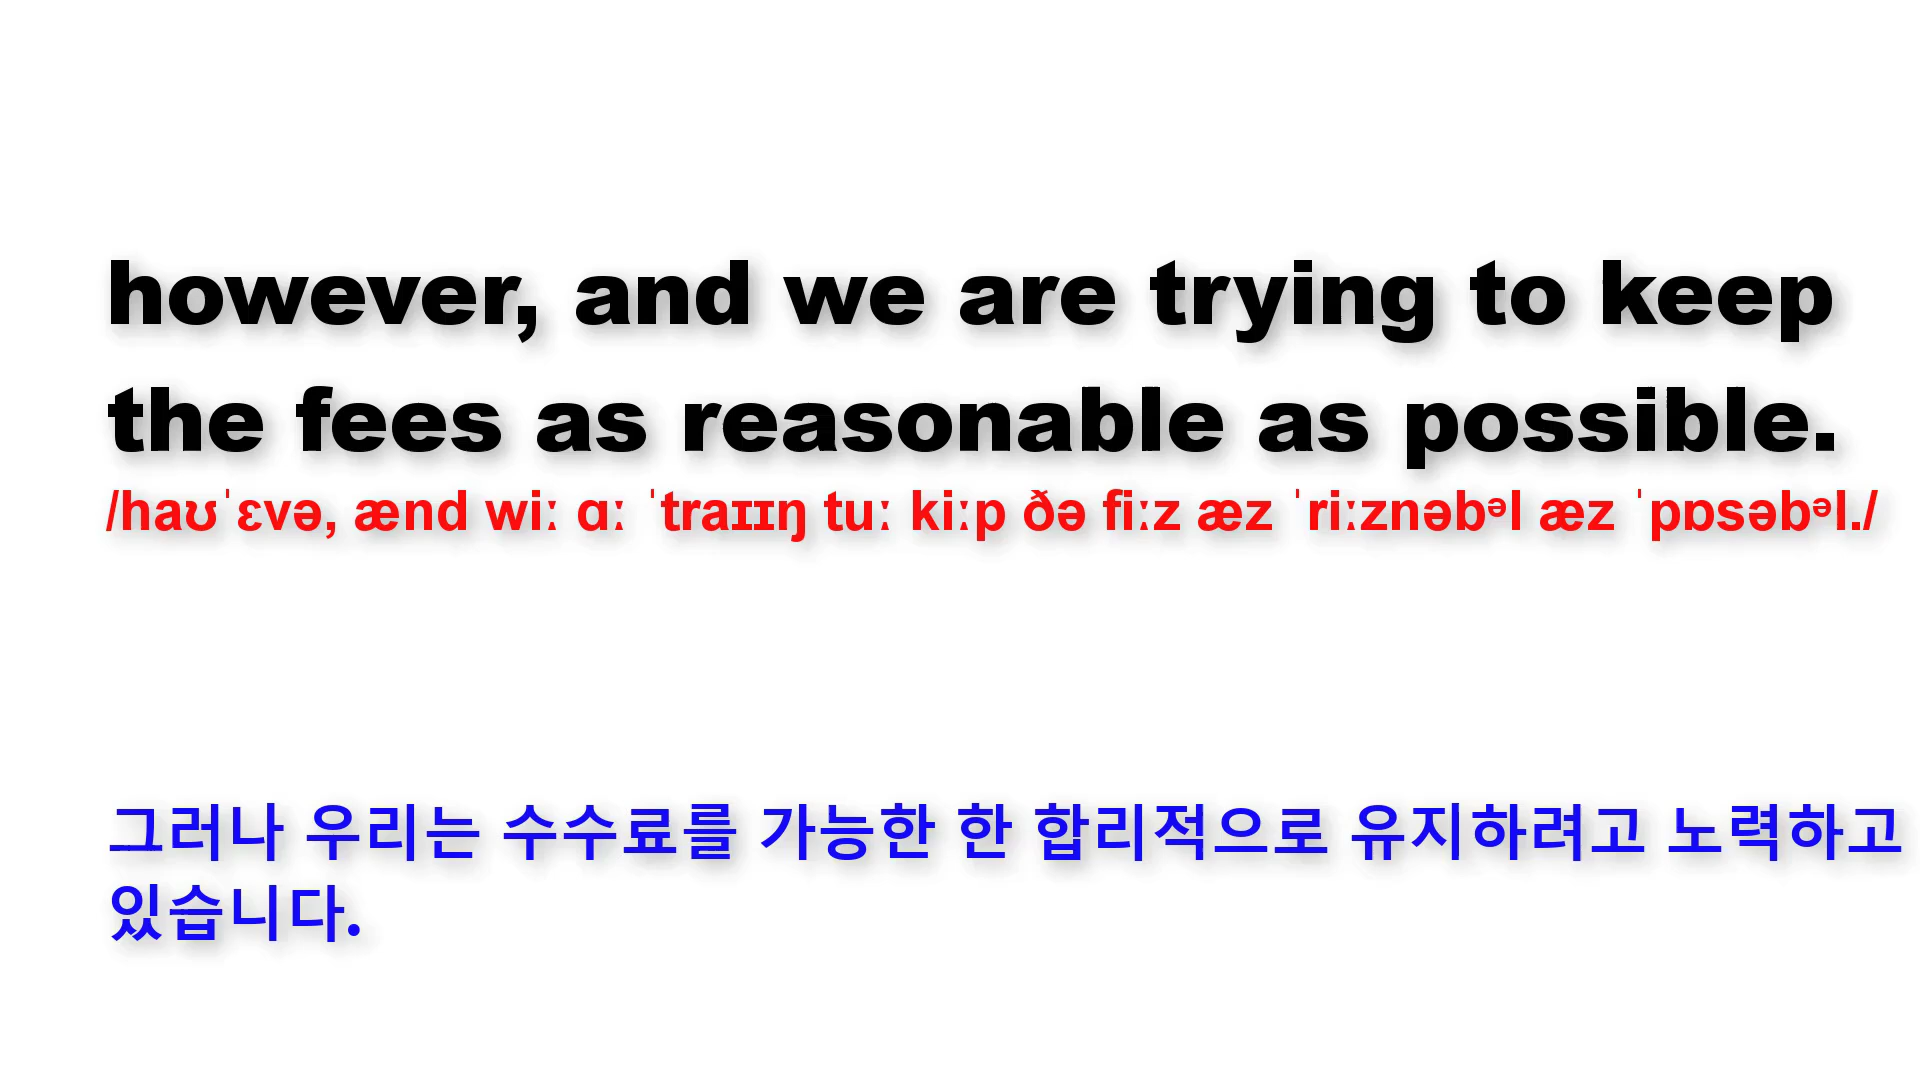 however, and we are trying to keep
the fees as reasonable as possible.
/haʊˈɛvə, ænd wiː ɑː ˈtraɪɪŋ tuː kiːp ðə fiːz æz ˈriːznəbᵊl æz ˈpɒsəbᵊl./
그러나 우리는 수수료를 가능한 한 합리적으로 유지하려고 노력하고
있습니다.